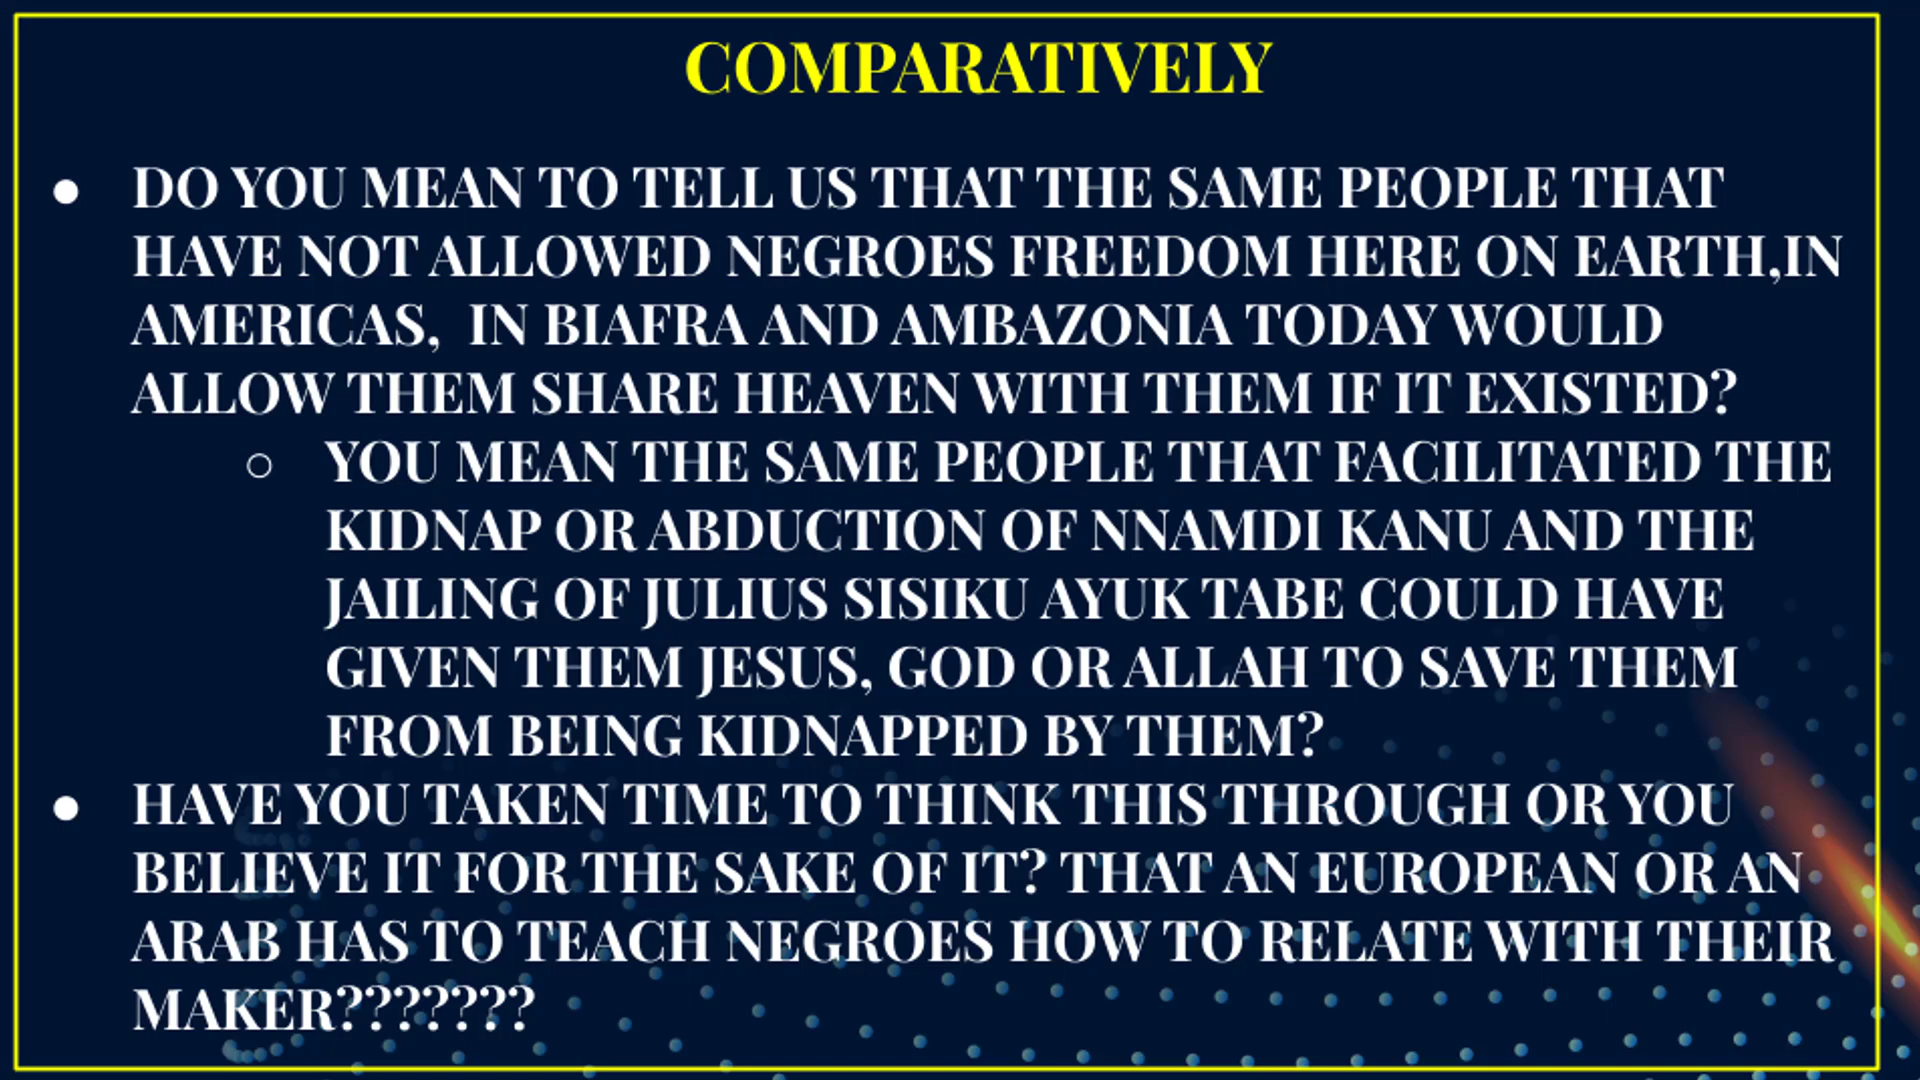 COMPARATIVELY
● DO YOU MEAN TO TELL US THAT THE SAME PEOPLE THAT
HAVE NOT ALLOWED NEGROES FREEDOM HERE ON EARTH,IN
AMERICAS, IN BIAFRA AND AMBAZONIA TODAY WOULD
ALLOW THEM SHARE HEAVEN WITH THEM IF IT EXISTED?
○ YOU MEAN THE SAME PEOPLE THAT FACILITATED THE
KIDNAP OR ABDUCTION OF NNAMDI KANU AND THE
JAILING OF JULIUS SISIKU AYUK TABE COULD HAVE
GIVEN THEM JESUS, GOD OR ALLAH TO SAVE THEM
FROM BEING KIDNAPPED BY THEM?
● HAVE YOU TAKEN TIME TO THINK THIS THROUGH OR YOU
BELIEVE IT FOR THE SAKE OF IT? THAT AN EUROPEAN OR AN
ARAB HAS TO TEACH NEGROES HOW TO RELATE WITH THEIR
MAKER???????